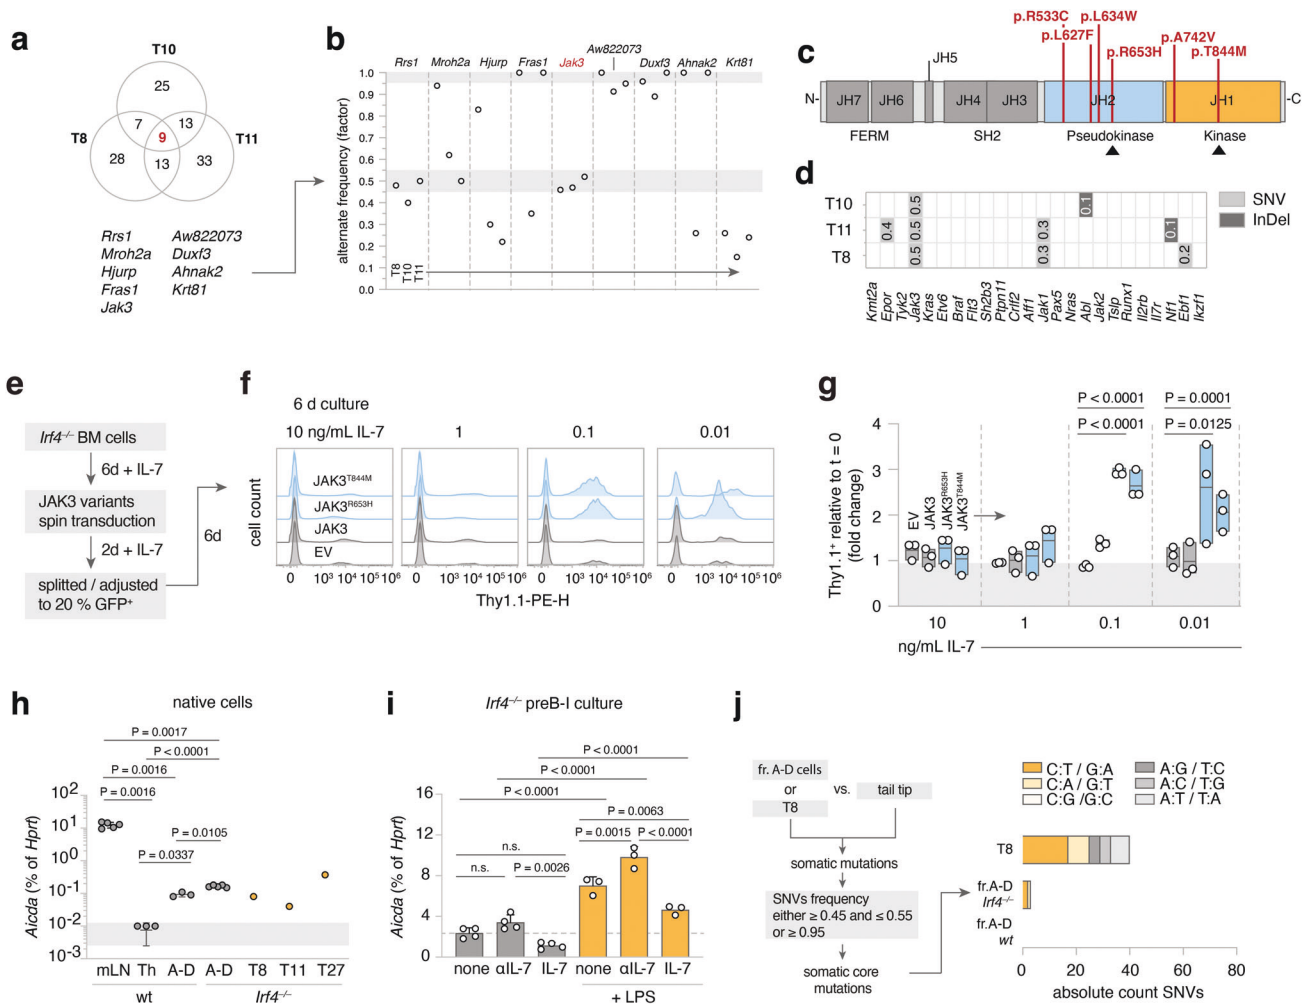 a
T10
25
7
13
9
T8
T11
28
13
33
Rrs1
Mroh2a
Hjurp
Fras1
Jak3
Aw822073
Duxf3
Ahnak2
Krt81
b
Rrs1
Mroh2a
Hjurp
Fras1
Jak3
Aw822073
Duxf3
Ahnak2
Krt81
alternate frequency (factor)
1.0
0.9
0.8
0.7
0.6
0.5
0.4
0.3
0.2
0.1
0.0
T8
T10
T11
c
p.R533C
p.L634W
p.L627F
p.R653H
p.A742V
p.T844M
JH5
N-
JH7
JH6
JH4
JH3
JH2
JH1
-C
FERM
SH2
Pseudokinase
Kinase
d
T10
0.5
0.1
T11
0.4
0.5
0.3
0.1
T8
0.5
0.3
0.2
SNV
InDel
Kmt2a
Epor
Tyk2
Jak3
Kras
Etv6
Braf
Flt3
Sh2b3
Ptpn11
Crlf2
Aff1
Jak1
Pax5
Nras
Abl
Jak2
Tslp
Runx1
Il2rb
Il7r
Nf1
Ebf1
Ikzf1
e
Irf4–/– BM cells
6d + IL-7
JAK3 variants
spin transduction
2d + IL-7
splitted / adjusted
to 20 % GFP+
6d
f
6 d culture
10 ng/mL IL-7
1
0.1
0.01
cell count
JAK3T844M
JAK3R653H
JAK3
EV
0 10³ 10⁵10⁶
0 10³ 10⁵10⁶
0 10³ 10⁵10⁶
0 10³ 10⁵10⁶
Thy1.1-PE-H
g
P < 0.0001
P = 0.0001
P < 0.0001
P = 0.0125
Thy1.1+ relative to t = 0
(fold change)
4
3
2
1
0
EV
JAK3
JAK3R653H
JAK3T844M
10
1
0.1
0.01
ng/mL IL-7
h
native cells
P = 0.0017
P < 0.0001
P = 0.0016
P = 0.0016
P = 0.0105
P = 0.0337
Aicda (% of Hprt)
10²
10¹
10⁰
10-1
10-2
10-3
mLN
Th
A-D
A-D
T8
T11
T27
wt
Irf4–/–
i
Irf4–/– preB-I culture
P < 0.0001
P < 0.0001
P < 0.0001
P = 0.0063
P = 0.0015
P < 0.0001
n.s.
n.s.
P = 0.0026
Aicda (% of Hprt)
16
12
8
4
0
none
αIL-7
IL-7
none
αIL-7
IL-7
+ LPS
j
fr. A-D cells
or
T8
vs.
tail tip
somatic mutations
SNVs frequency
either ≥ 0.45 and ≤ 0.55
or ≥ 0.95
somatic core
mutations
C:T / G:A
C:A / G:T
C:G /G:C
A:G / T:C
A:C / T:G
A:T / T:A
T8
fr.A-D
Irf4–/–
fr.A-D
wt
0
20
40
60
80
absolute count SNVs